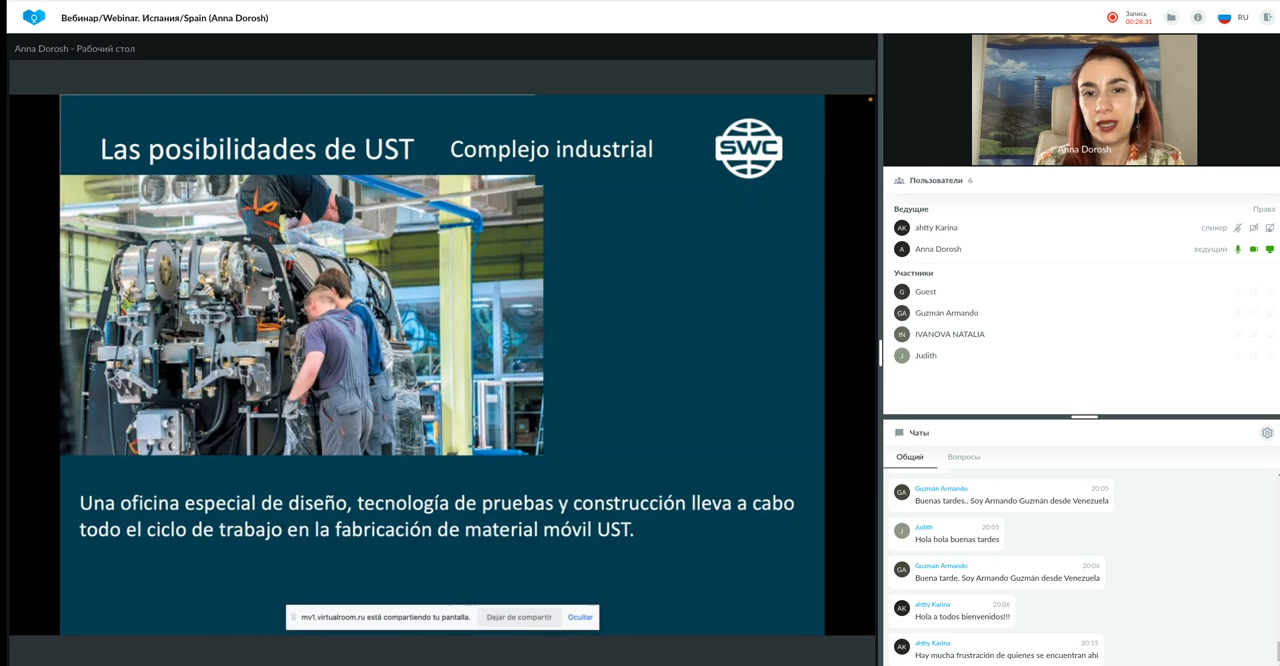 Вебинар/Webinar. Испания/Spain (Anna Dorosh)
Запись
00:28:31
RU
Anna Dorosh - Рабочий стол
Las posibilidades de UST Complejo industrial
SWC
Una oficina especial de diseño, tecnología de pruebas y construcción lleva a cabo
todo el ciclo de trabajo en la fabricación de material móvil UST.
mv1.virtualroom.ru está compartiendo tu pantalla. Dejar de compartir Ocultar
Anna Dorosh
Пользователи 6
Ведущие Права
AK ahtty Karina спикер
A Anna Dorosh ведущий
Участники
G Guest
GA Guzmán Armando
IN IVANOVA NATALIA
J Judith
Чаты
Общий Вопросы
GA Guzmán Armando 20:05
Buenas tardes.. Soy Armando Guzmán desde Venezuela
J Judith 20:05
Hola hola buenas tardes
GA Guzmán Armando 20:06
Buena tarde. Soy Armando Guzmán desde Venezuela
AK ahtty Karina 20:06
Hola a todos bienvenidos!!!
AK ahtty Karina 20:15
Hay mucha frustración de quienes se encuentran ahí